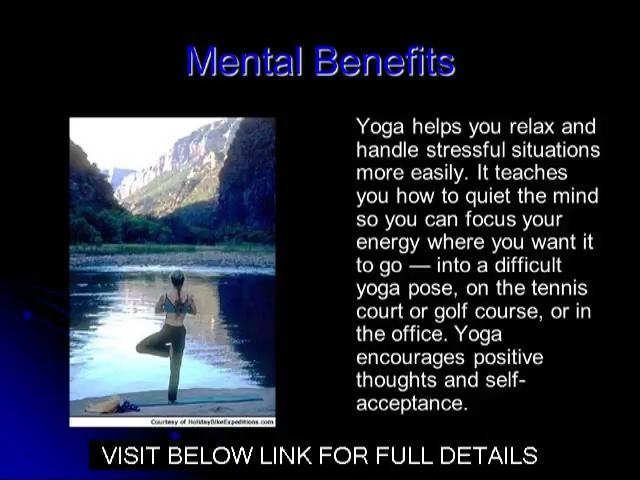 Mental Benefits
Yoga helps you relax and
handle stressful situations
more easily. It teaches
you how to quiet the mind
so you can focus your
energy where you want it
to go — into a difficult
yoga pose, on the tennis
court or golf course, or in
the office. Yoga
encourages positive
thoughts and self-
acceptance.
Courtesy of HolidayBikeExpeditions.com
VISIT BELOW LINK FOR FULL DETAILS